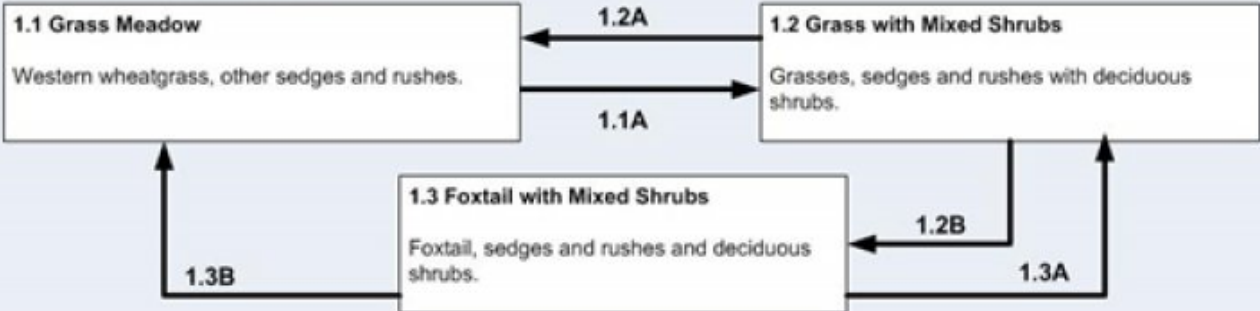 1.1 Grass Meadow
Western wheatgrass, other sedges and rushes.
1.2A
1.1A
1.2 Grass with Mixed Shrubs
Grasses, sedges and rushes with deciduous
shrubs.
1.3 Foxtail with Mixed Shrubs
Foxtail, sedges and rushes and deciduous
shrubs.
1.2B
1.3A
1.3B